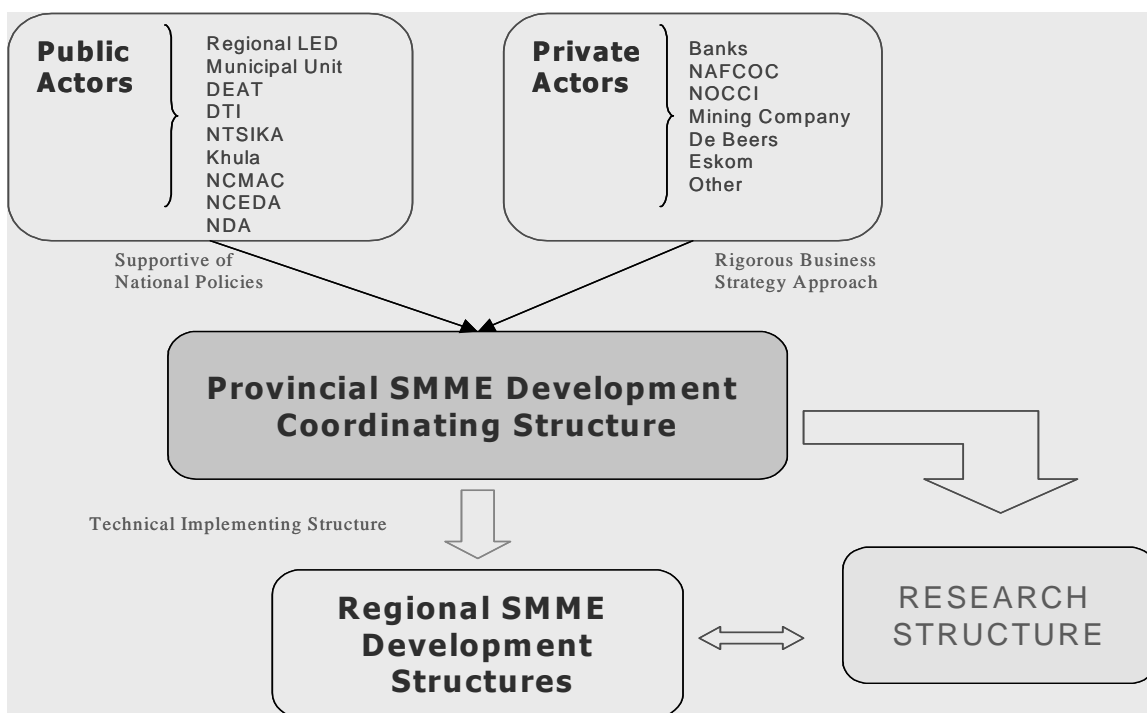 Public
Actors
Regional LED
Municipal Unit
DEAT
DTI
NTSIKA
Khula
NCMAC
NCEDA
NDA
Private
Actors
Banks
NAFCOC
NOCCI
Mining Company
De Beers
Eskom
Other
Supportive of
National Policies
Rigorous Business
Strategy Approach
Provincial SMME Development
Coordinating Structure
Technical Implementing Structure
Regional SMME
Development
Structures
RESEARCH
STRUCTURE